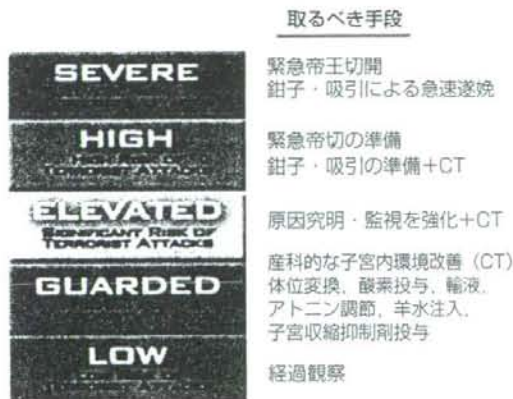 取るべき手段
SEVERE
緊急帝王切開
鉗子・吸引による急速遂娩
HIGH
TERRORIST ATTACKS
緊急帝切の準備
鉗子・吸引の準備+CT
ELEVATED
SIGNIFICANT RISK OF
TERRORIST ATTACKS
原因究明・監視を強化+CT
GUARDED
産科的な子宮内環境改善（CT）
体位変換，酸素投与，輸液，
アトニン調節，羊水注入，
子宮収縮抑制剤投与
LOW
経過観察